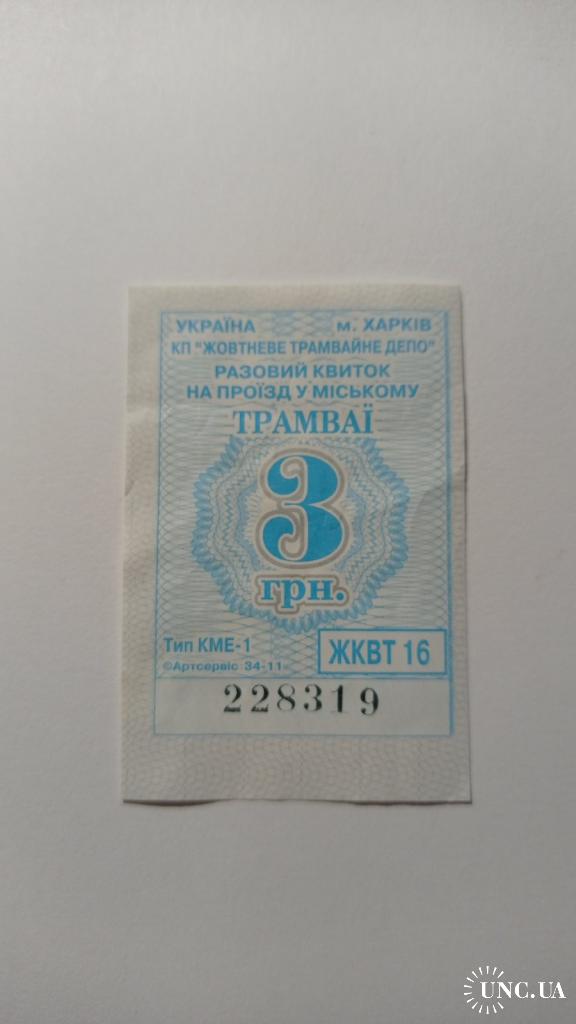 УКРАЇНА м. ХАРКІВ
КП "ЖОВТНЕВЕ ТРАМВАЙНЕ ДЕПО"
РАЗОВИЙ КВИТОК
НА ПРОЇЗД У МІСЬКОМУ
ТРАМВАЇ
3
грн.
Тип КМЕ-1
ЖКВТ 16
©Артсервіс 34-11
228319
UNC.UA